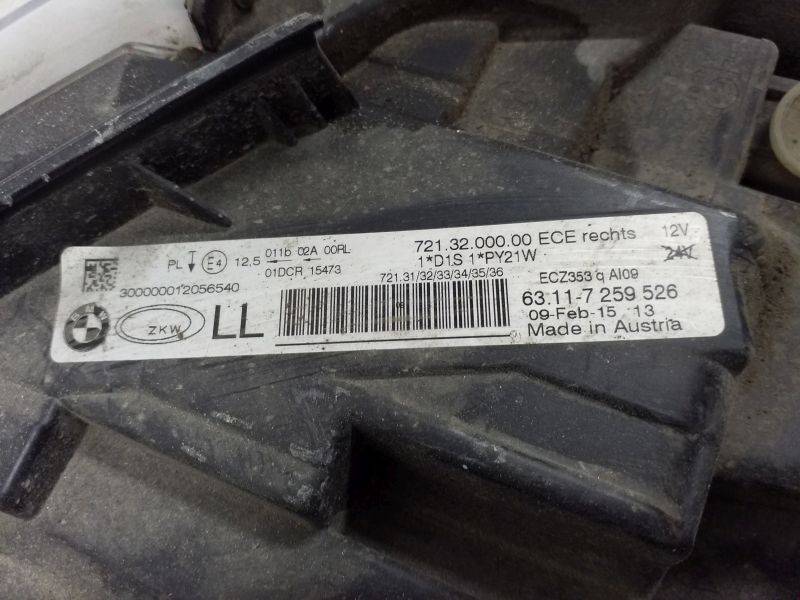 721.32.000.00 ECE rechts 12V
011b 02A 00RL
PL E4 12,5
1*D1S 1*PY21W 24V
01DCR 15473
721.31/32/33/34/35/36 ECZ353 q AI09
300000012056540
63.11-7 259 526
BMW ZKW LL
09-Feb-15 13
Made in Austria